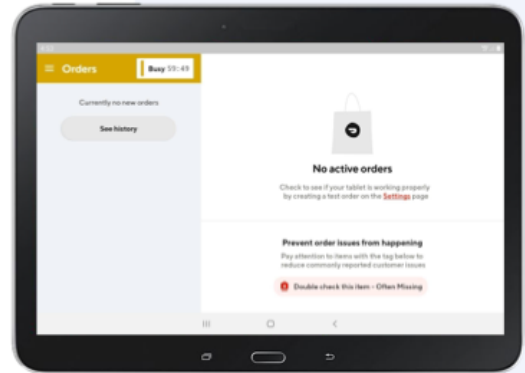 Orders
Busy 59:49
Currently no new orders
See history
No active orders
Check to see if your tablet is working properly
by creating a test order on the Settings page
Prevent order issues from happening
Pay attention to items with the tag below to
reduce commonly reported customer issues
Double check this item - Often Missing